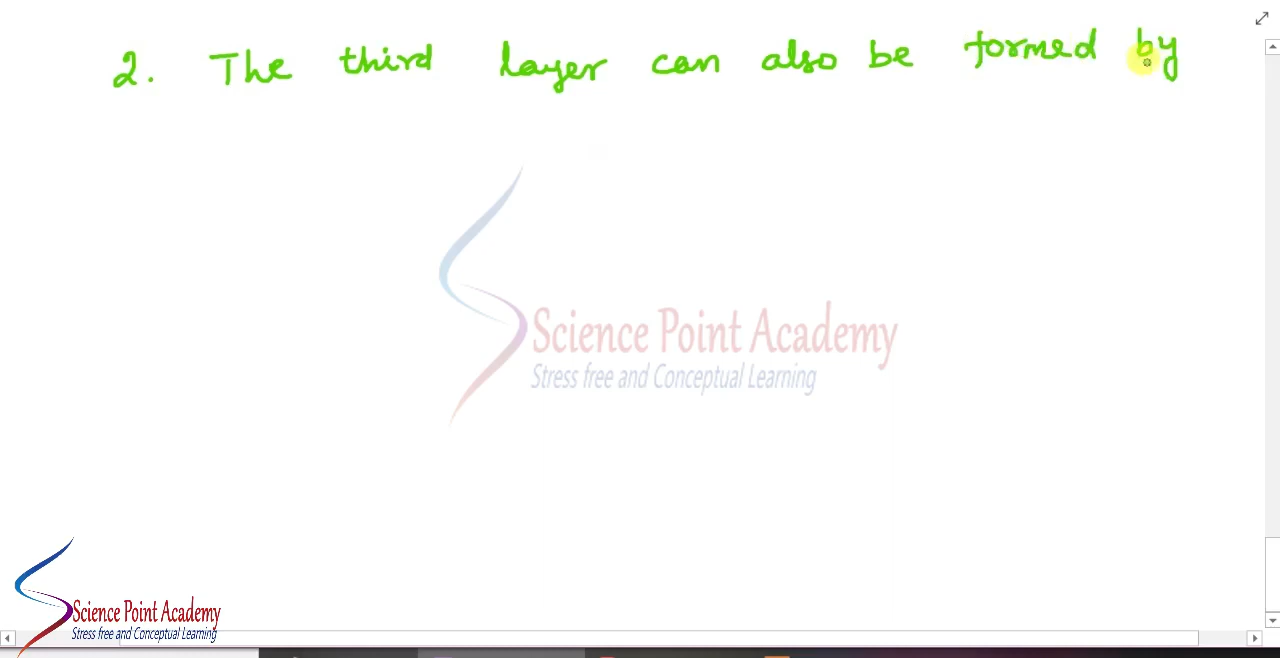 2. The third layer can also be formed by
Science Point Academy
Stress free and Conceptual Learning
Science Point Academy
Stress free and Conceptual Learning